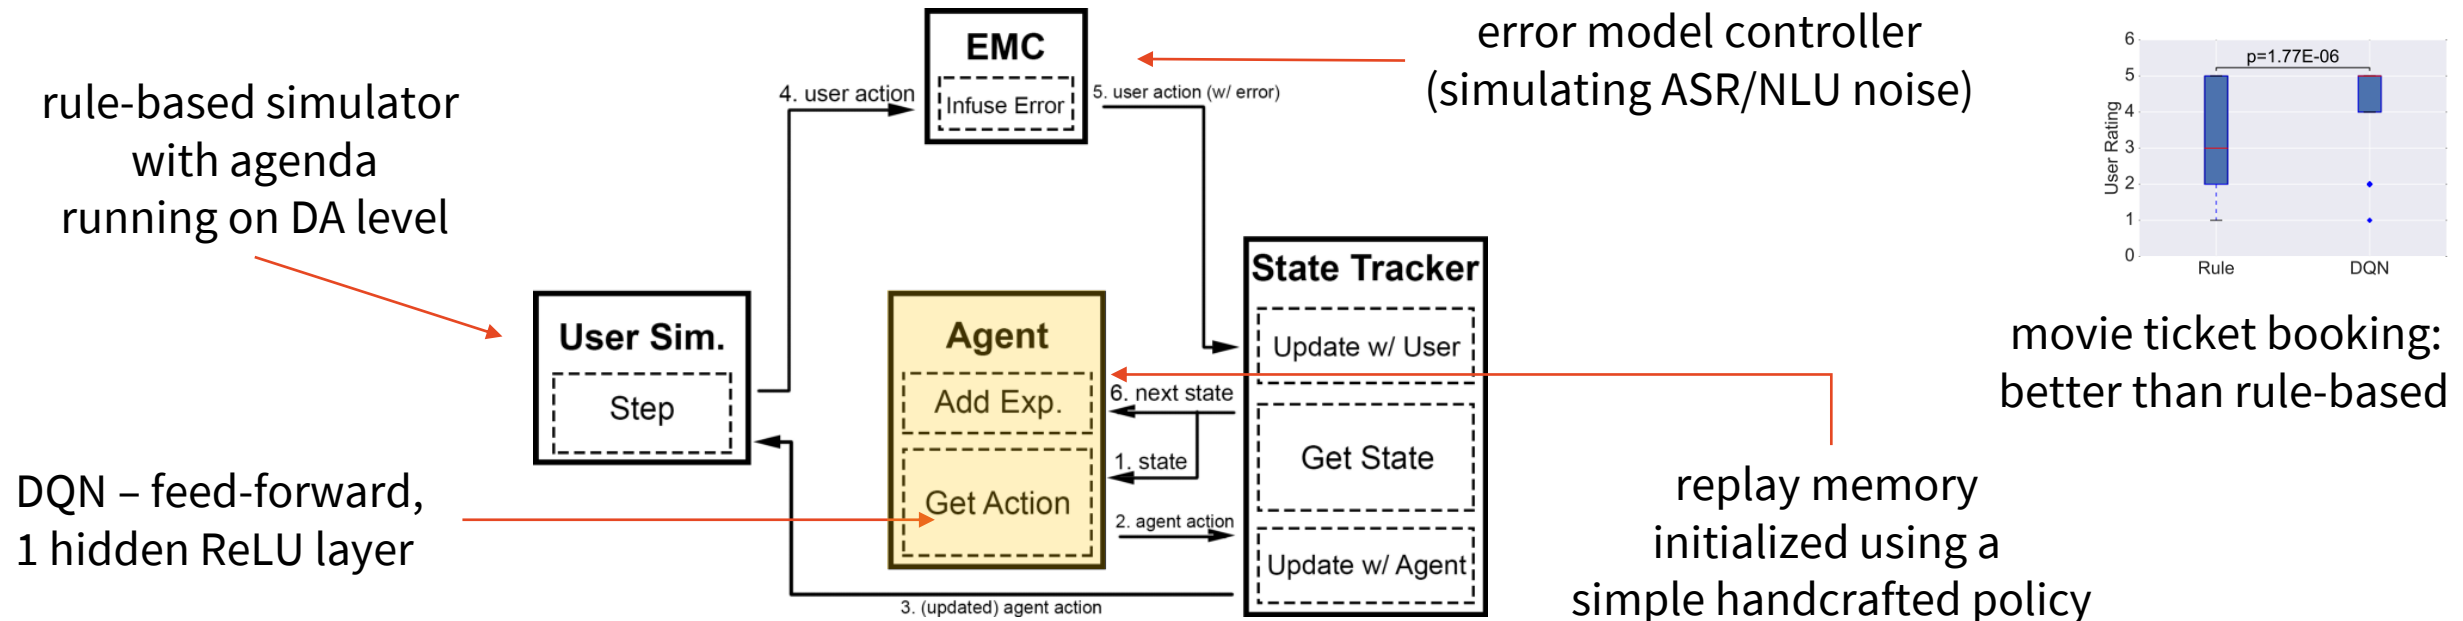 rule-based simulator
with agenda
running on DA level
DQN – feed-forward,
1 hidden ReLU layer
EMC
Infuse Error
4. user action
5. user action (w/ error)
error model controller
(simulating ASR/NLU noise)
User Sim.
Step
Agent
Add Exp.
Get Action
6. next state
1. state
2. agent action
3. (updated) agent action
State Tracker
Update w/ User
Get State
Update w/ Agent
replay memory
initialized using a
simple handcrafted policy
6
p=1.77E-06
5
4
3
2
1
0
User Rating
Rule
DQN
movie ticket booking:
better than rule-based